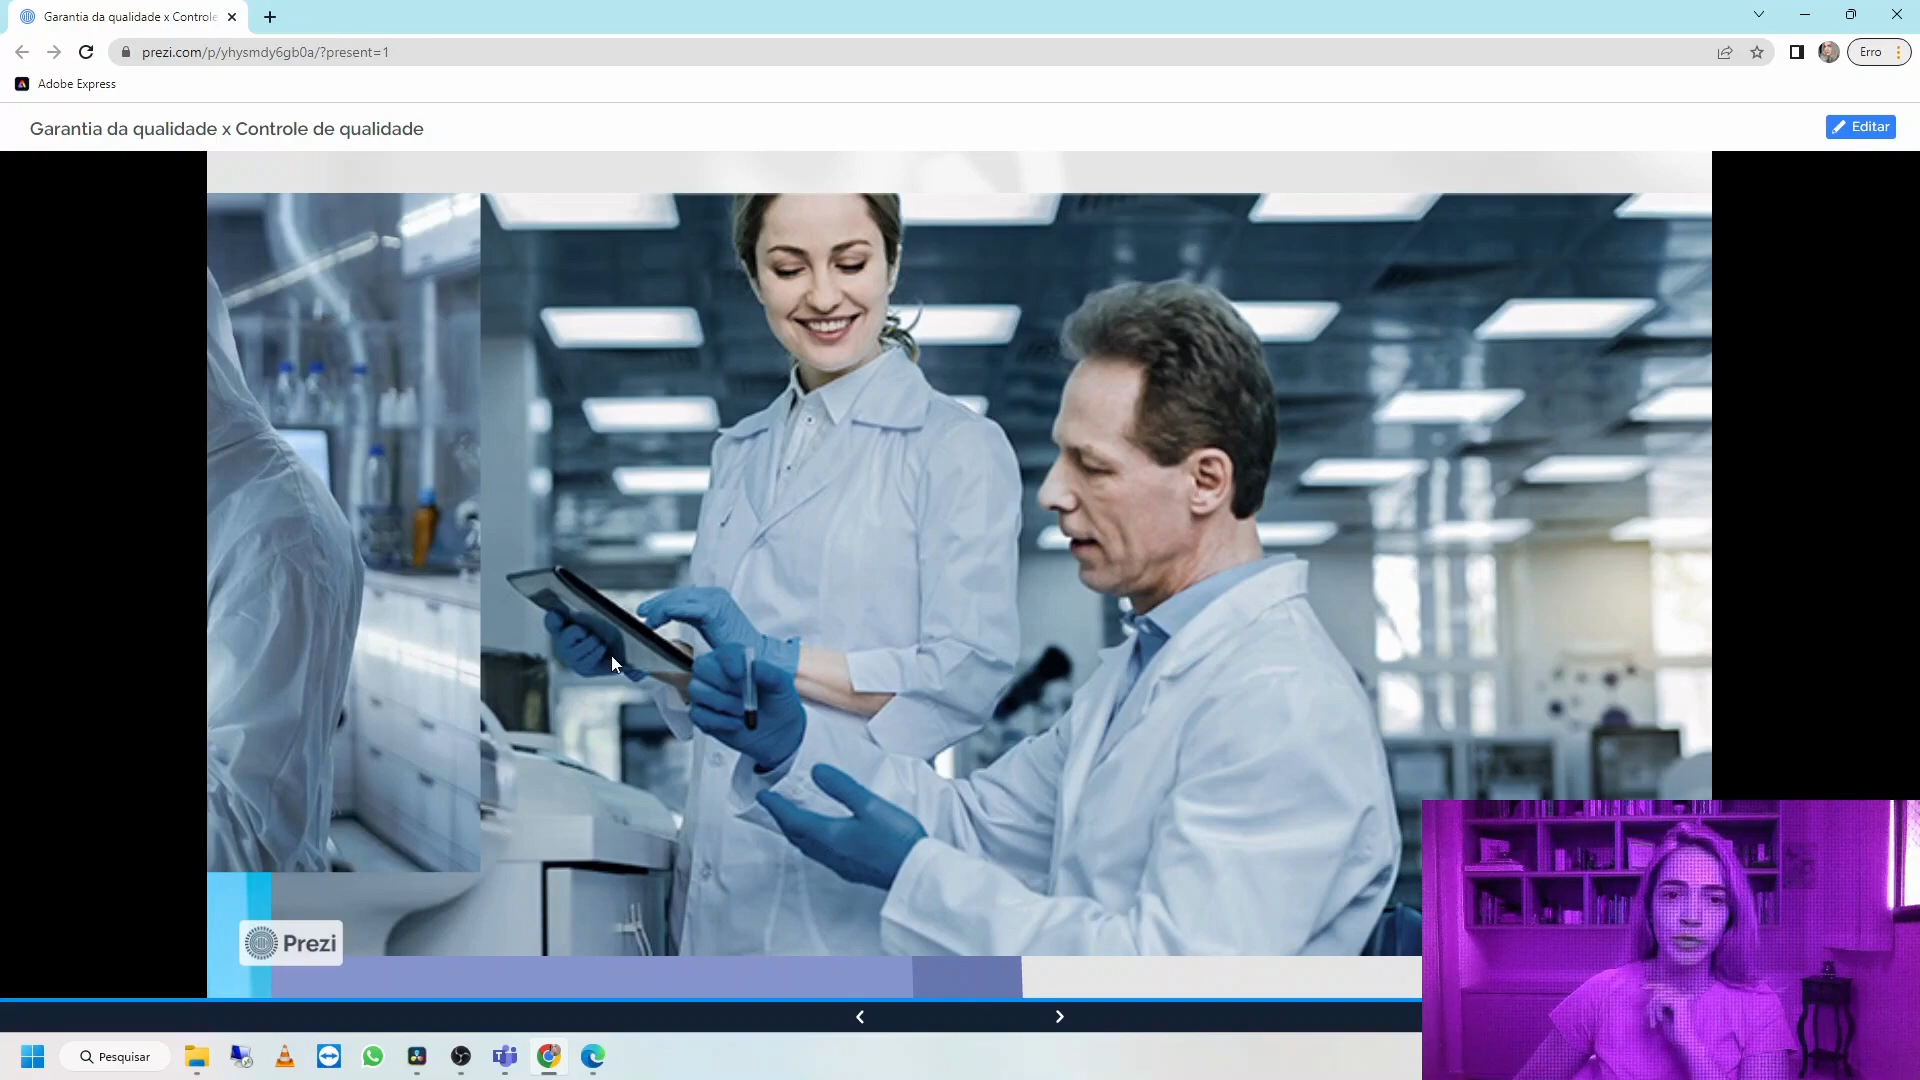 Garantia da qualidade x Controle
prezi.com/p/yhysmdy6gb0a/?present=1
Erro
Adobe Express
Garantia da qualidade x Controle de qualidade
Editar
Prezi
Pesquisar